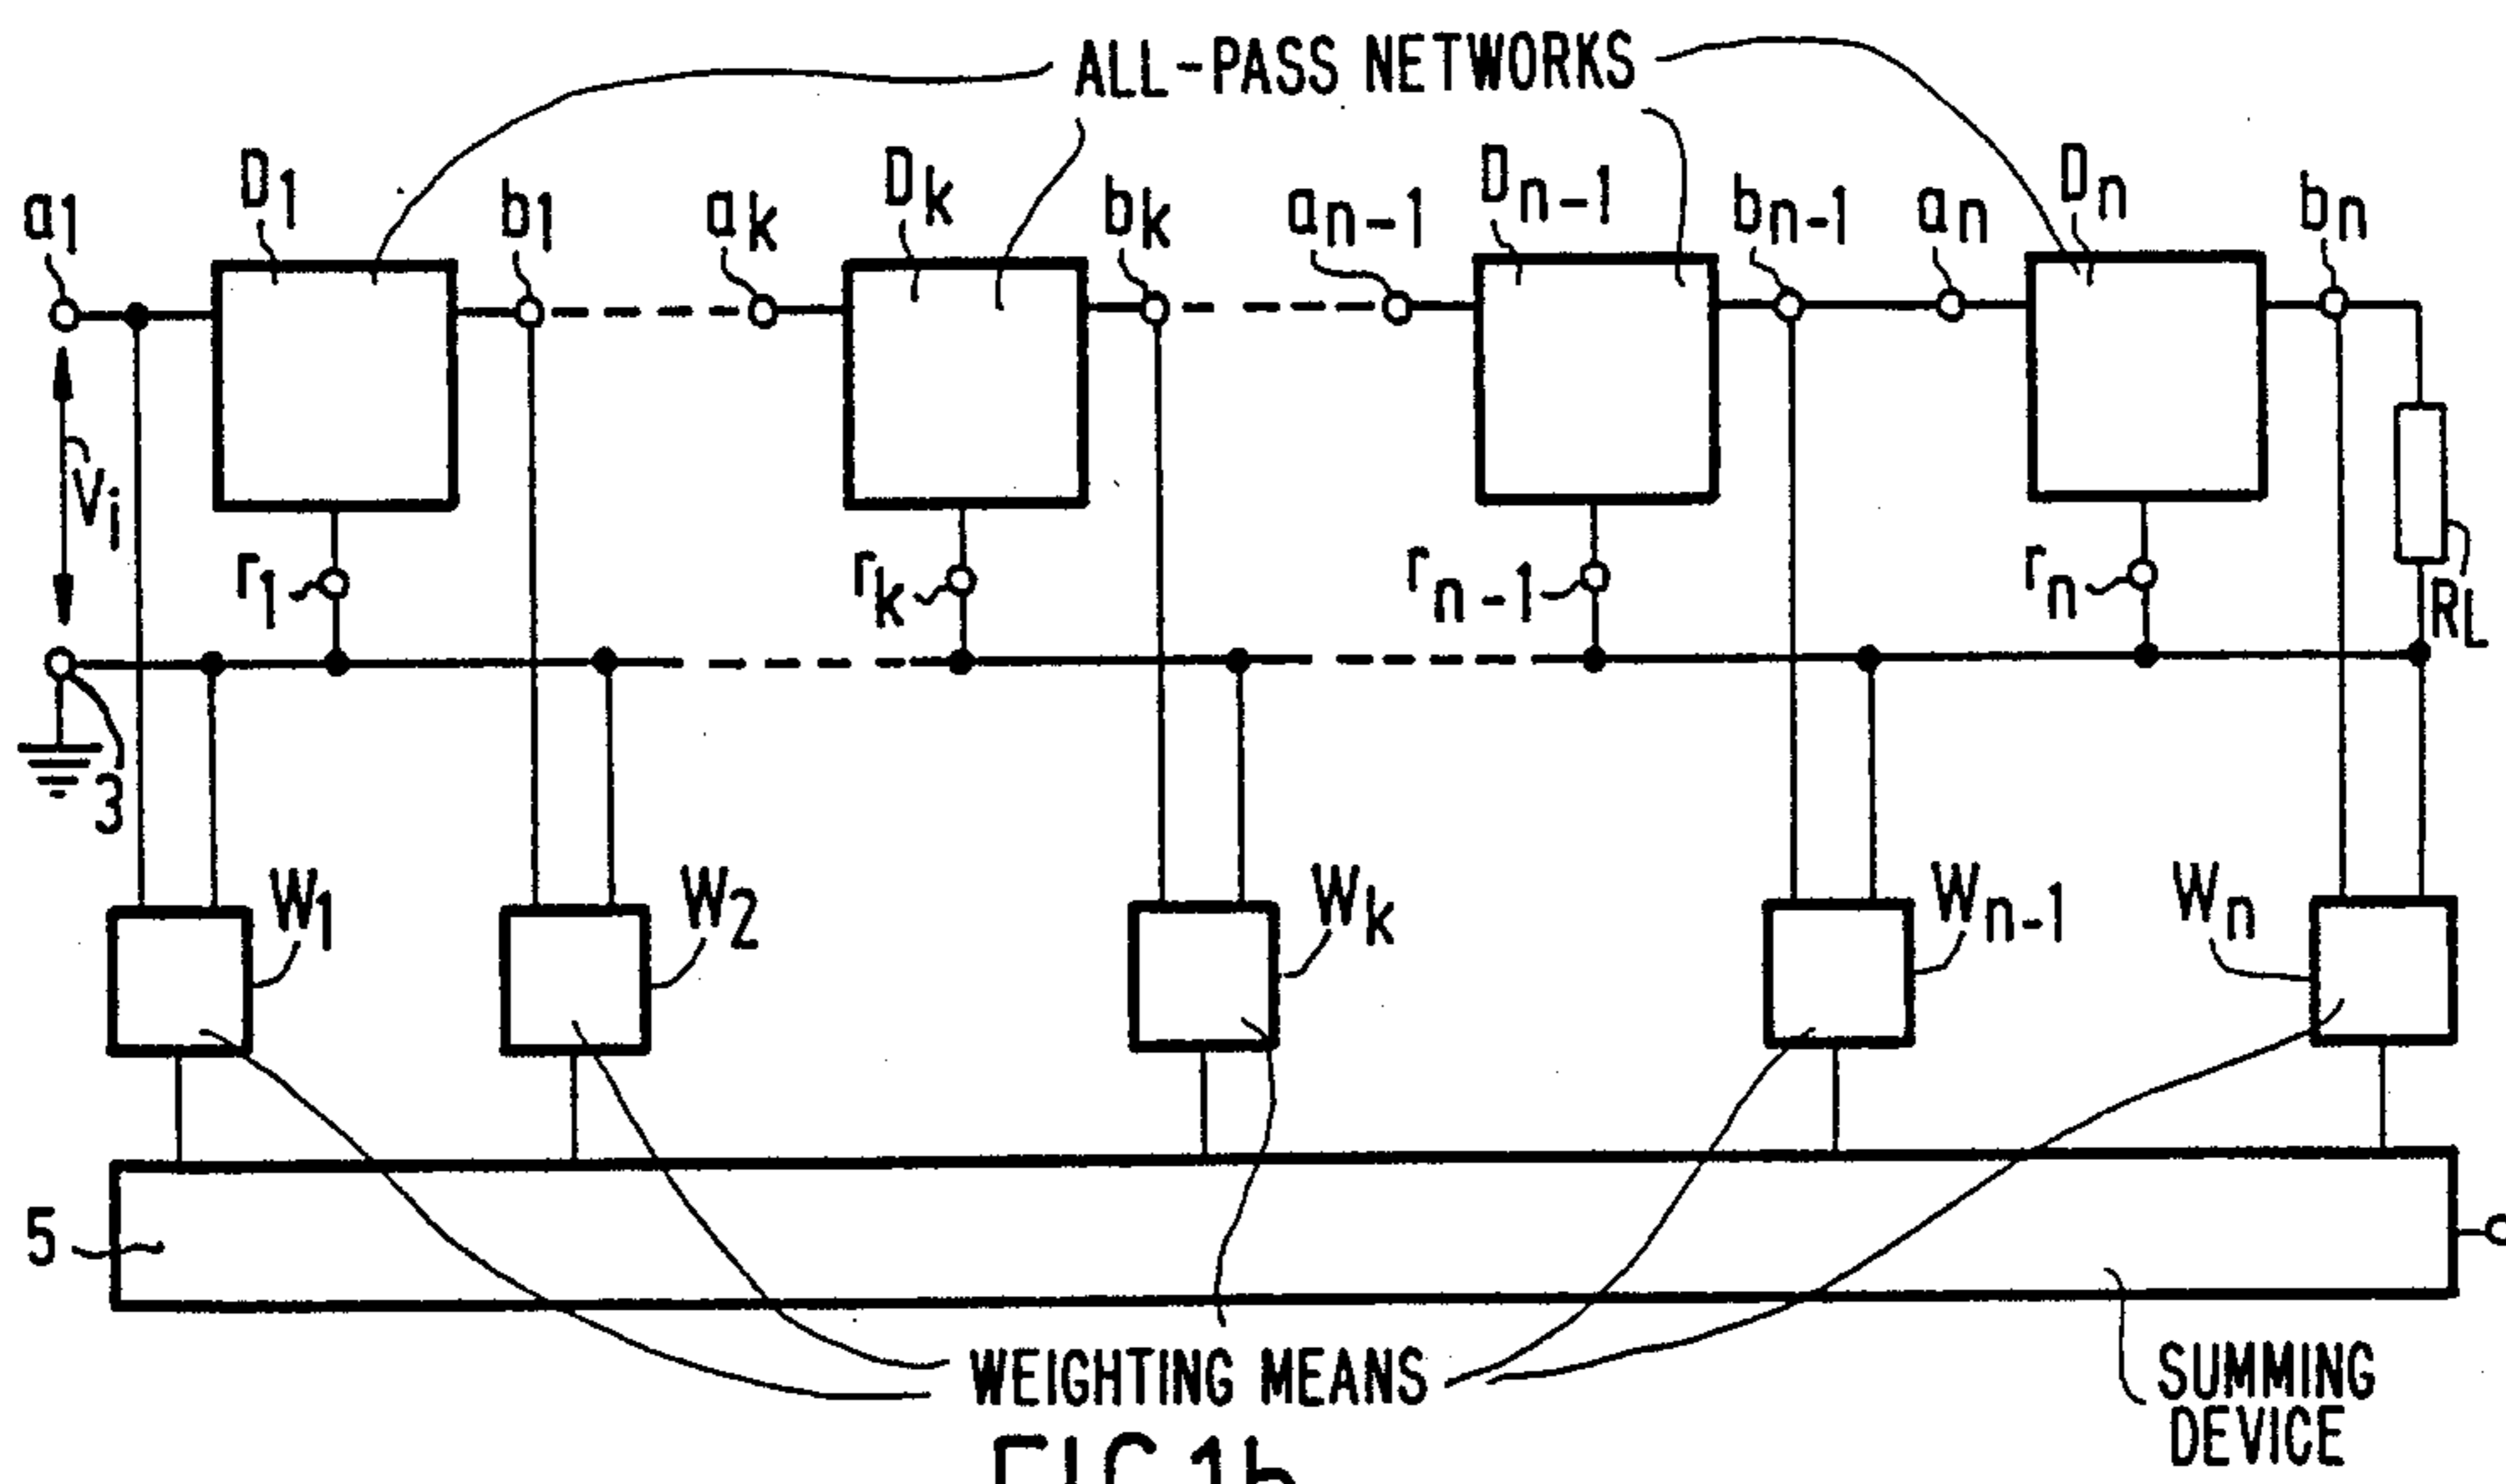 ALL-PASS NETWORKS
a1 D1 b1 ak Dk bk an-1 Dn-1 bn-1 an Dn bn
Vi
r1 rk rn-1 rn RL
3
W1 W2 Wk Wn-1 Wn
5
WEIGHTING MEANS
SUMMING
DEVICE